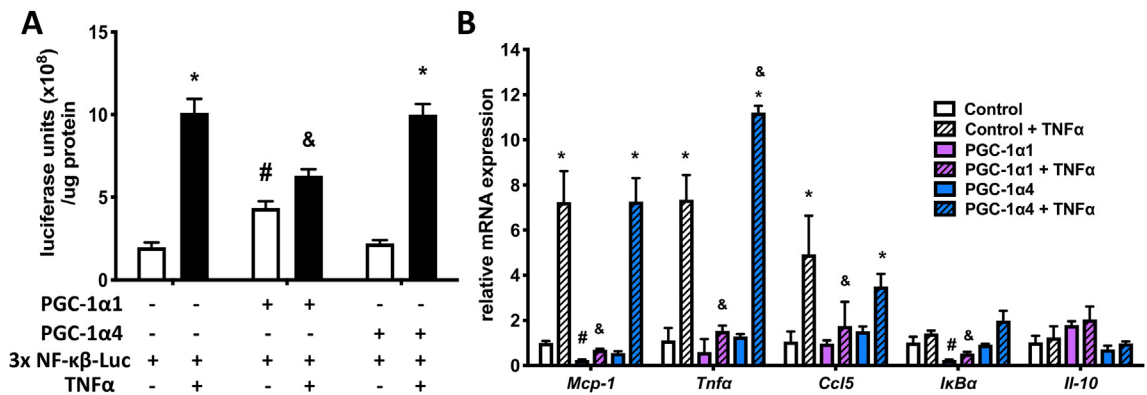 A
luciferase units (x10⁸)
/ug protein
15
10
5
0
* # & *
PGC-1α1 - - + + - -
PGC-1α4 - - - - + +
3x NF-κβ-Luc + + + + + +
TNFα - + - + - +
B
relative mRNA expression
14
12
10
8
6
4
2
0
* # & *
* & * &
* & *
# &
Mcp-1 Tnfα Ccl5 IκBα Il-10
Control
Control + TNFα
PGC-1α1
PGC-1α1 + TNFα
PGC-1α4
PGC-1α4 + TNFα